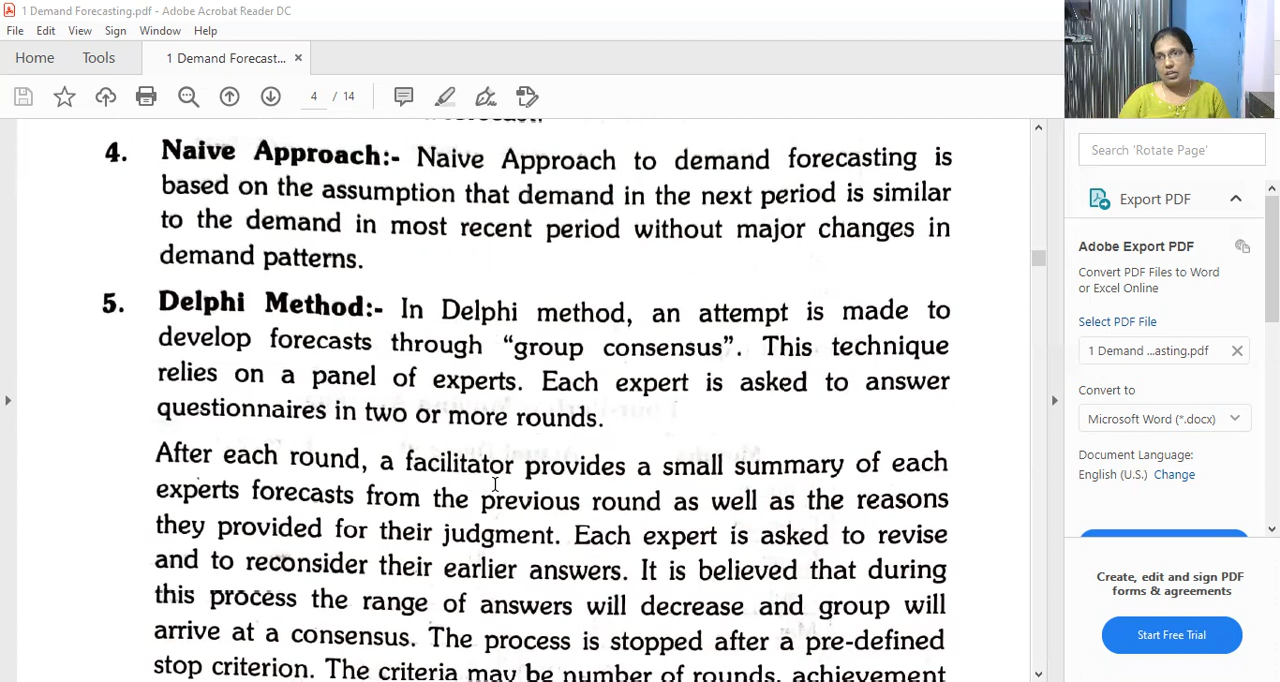 1 Demand Forecasting.pdf - Adobe Acrobat Reader DC
File Edit View Sign Window Help
Home Tools 1 Demand Forecast... ×
4 / 14
4. Naive Approach:- Naive Approach to demand forecasting is
based on the assumption that demand in the next period is similar
to the demand in most recent period without major changes in
demand patterns.
5. Delphi Method:- In Delphi method, an attempt is made to
develop forecasts through “group consensus”. This technique
relies on a panel of experts. Each expert is asked to answer
questionnaires in two or more rounds.
After each round, a facilitator provides a small summary of each
experts forecasts from the previous round as well as the reasons
they provided for their judgment. Each expert is asked to revise
and to reconsider their earlier answers. It is believed that during
this process the range of answers will decrease and group will
arrive at a consensus. The process is stopped after a pre-defined
stop criterion. The criteria may be number of rounds, achievement
Search 'Rotate Page'
Export PDF
Adobe Export PDF
Convert PDF Files to Word
or Excel Online
Select PDF File
1 Demand ...asting.pdf
Convert to
Microsoft Word (*.docx)
Document Language:
English (U.S.) Change
Create, edit and sign PDF
forms & agreements
Start Free Trial